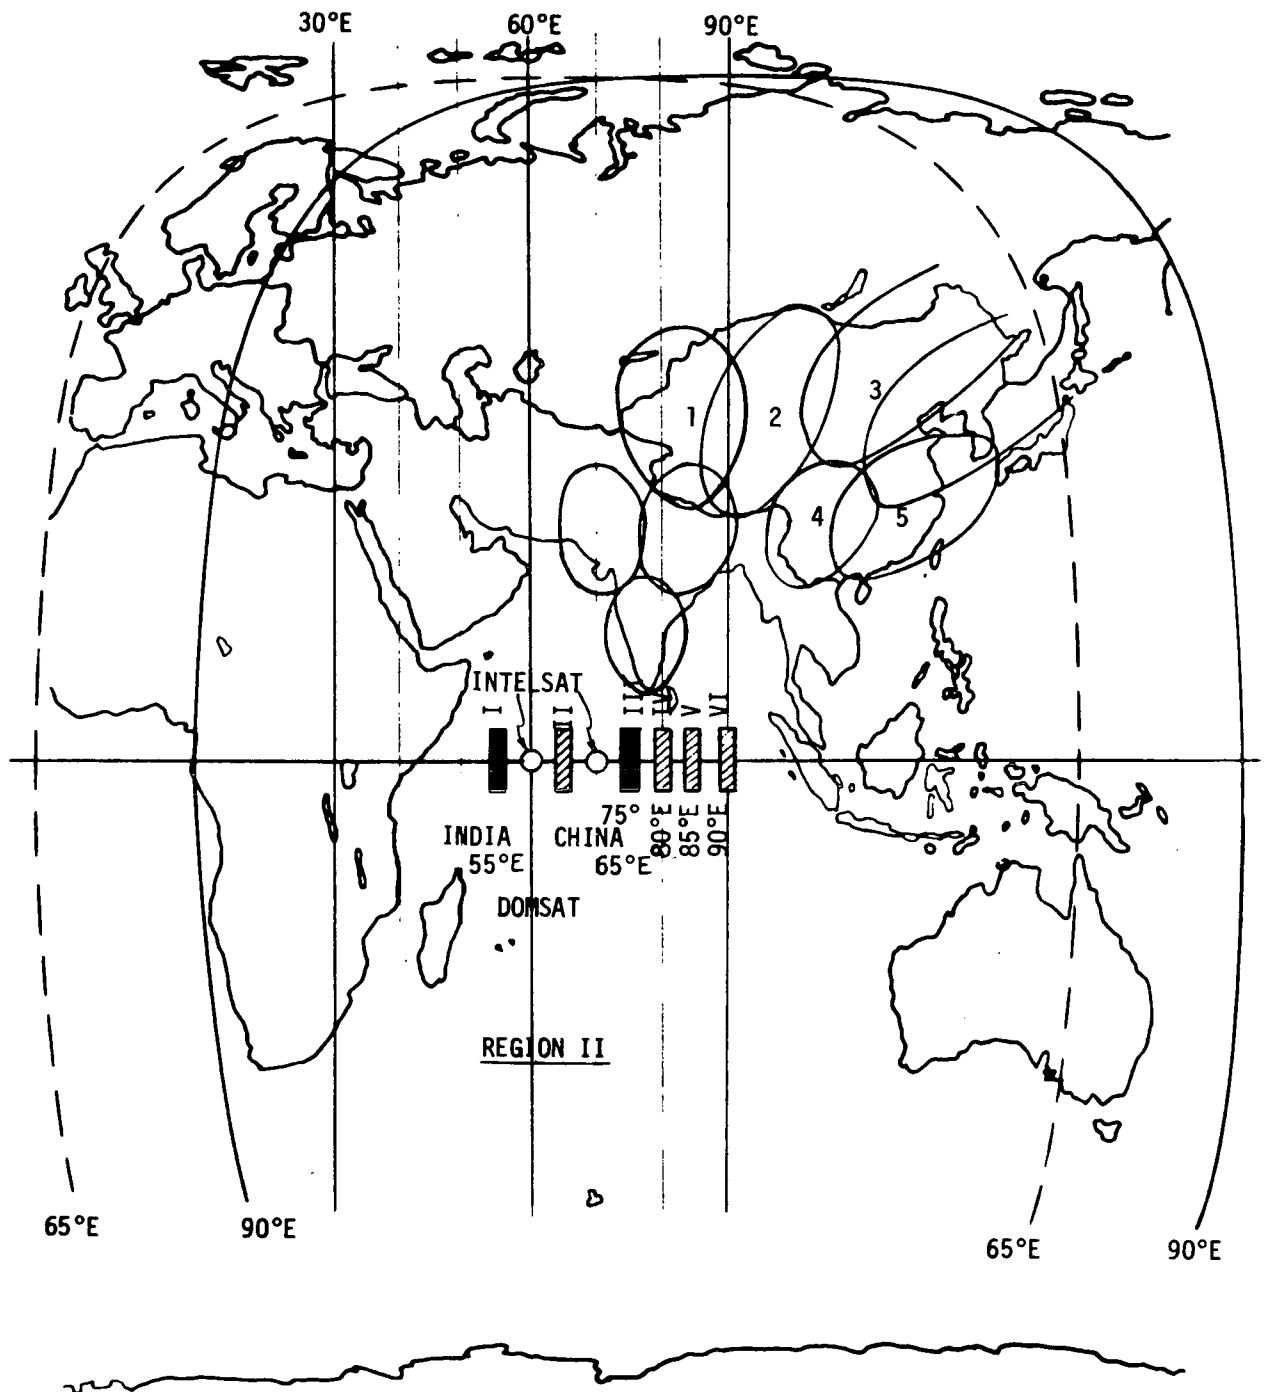 30°E 60°E 90°E
1 2 3
4 5
INTELSAT
I II III IV V VI
75° 80°E 85°E 90°E
INDIA CHINA
55°E 65°E
DOMSAT
REGION II
65°E 90°E 65°E 90°E